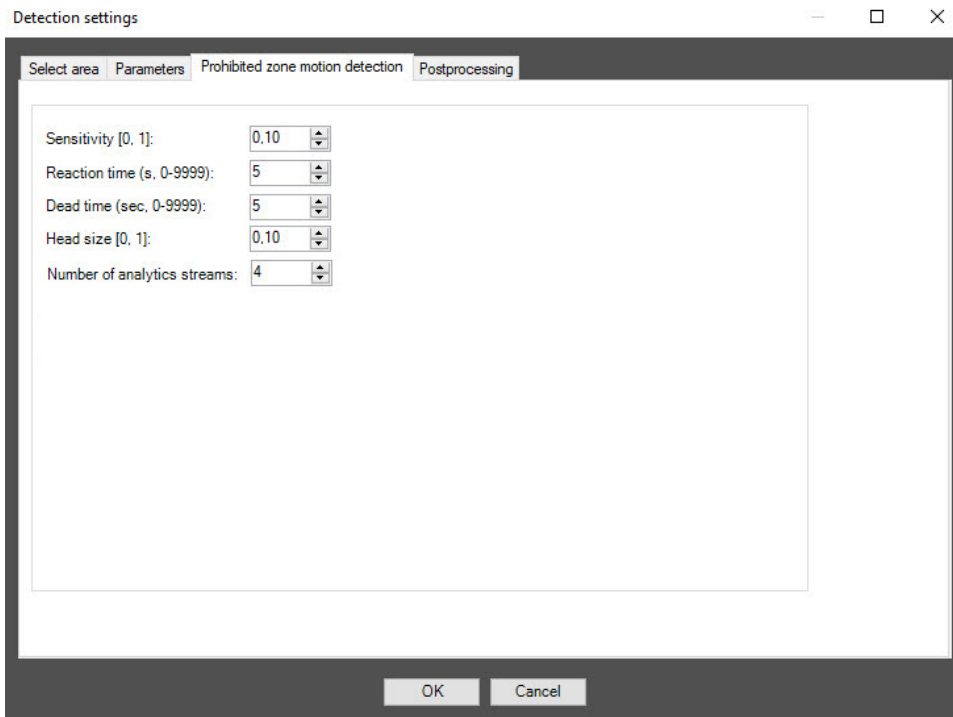 Detection settings
Select area Parameters Prohibited zone motion detection Postprocessing
Sensitivity [0, 1]: 0,10
Reaction time (s, 0-9999): 5
Dead time (sec, 0-9999): 5
Head size [0, 1]: 0,10
Number of analytics streams: 4
OK Cancel